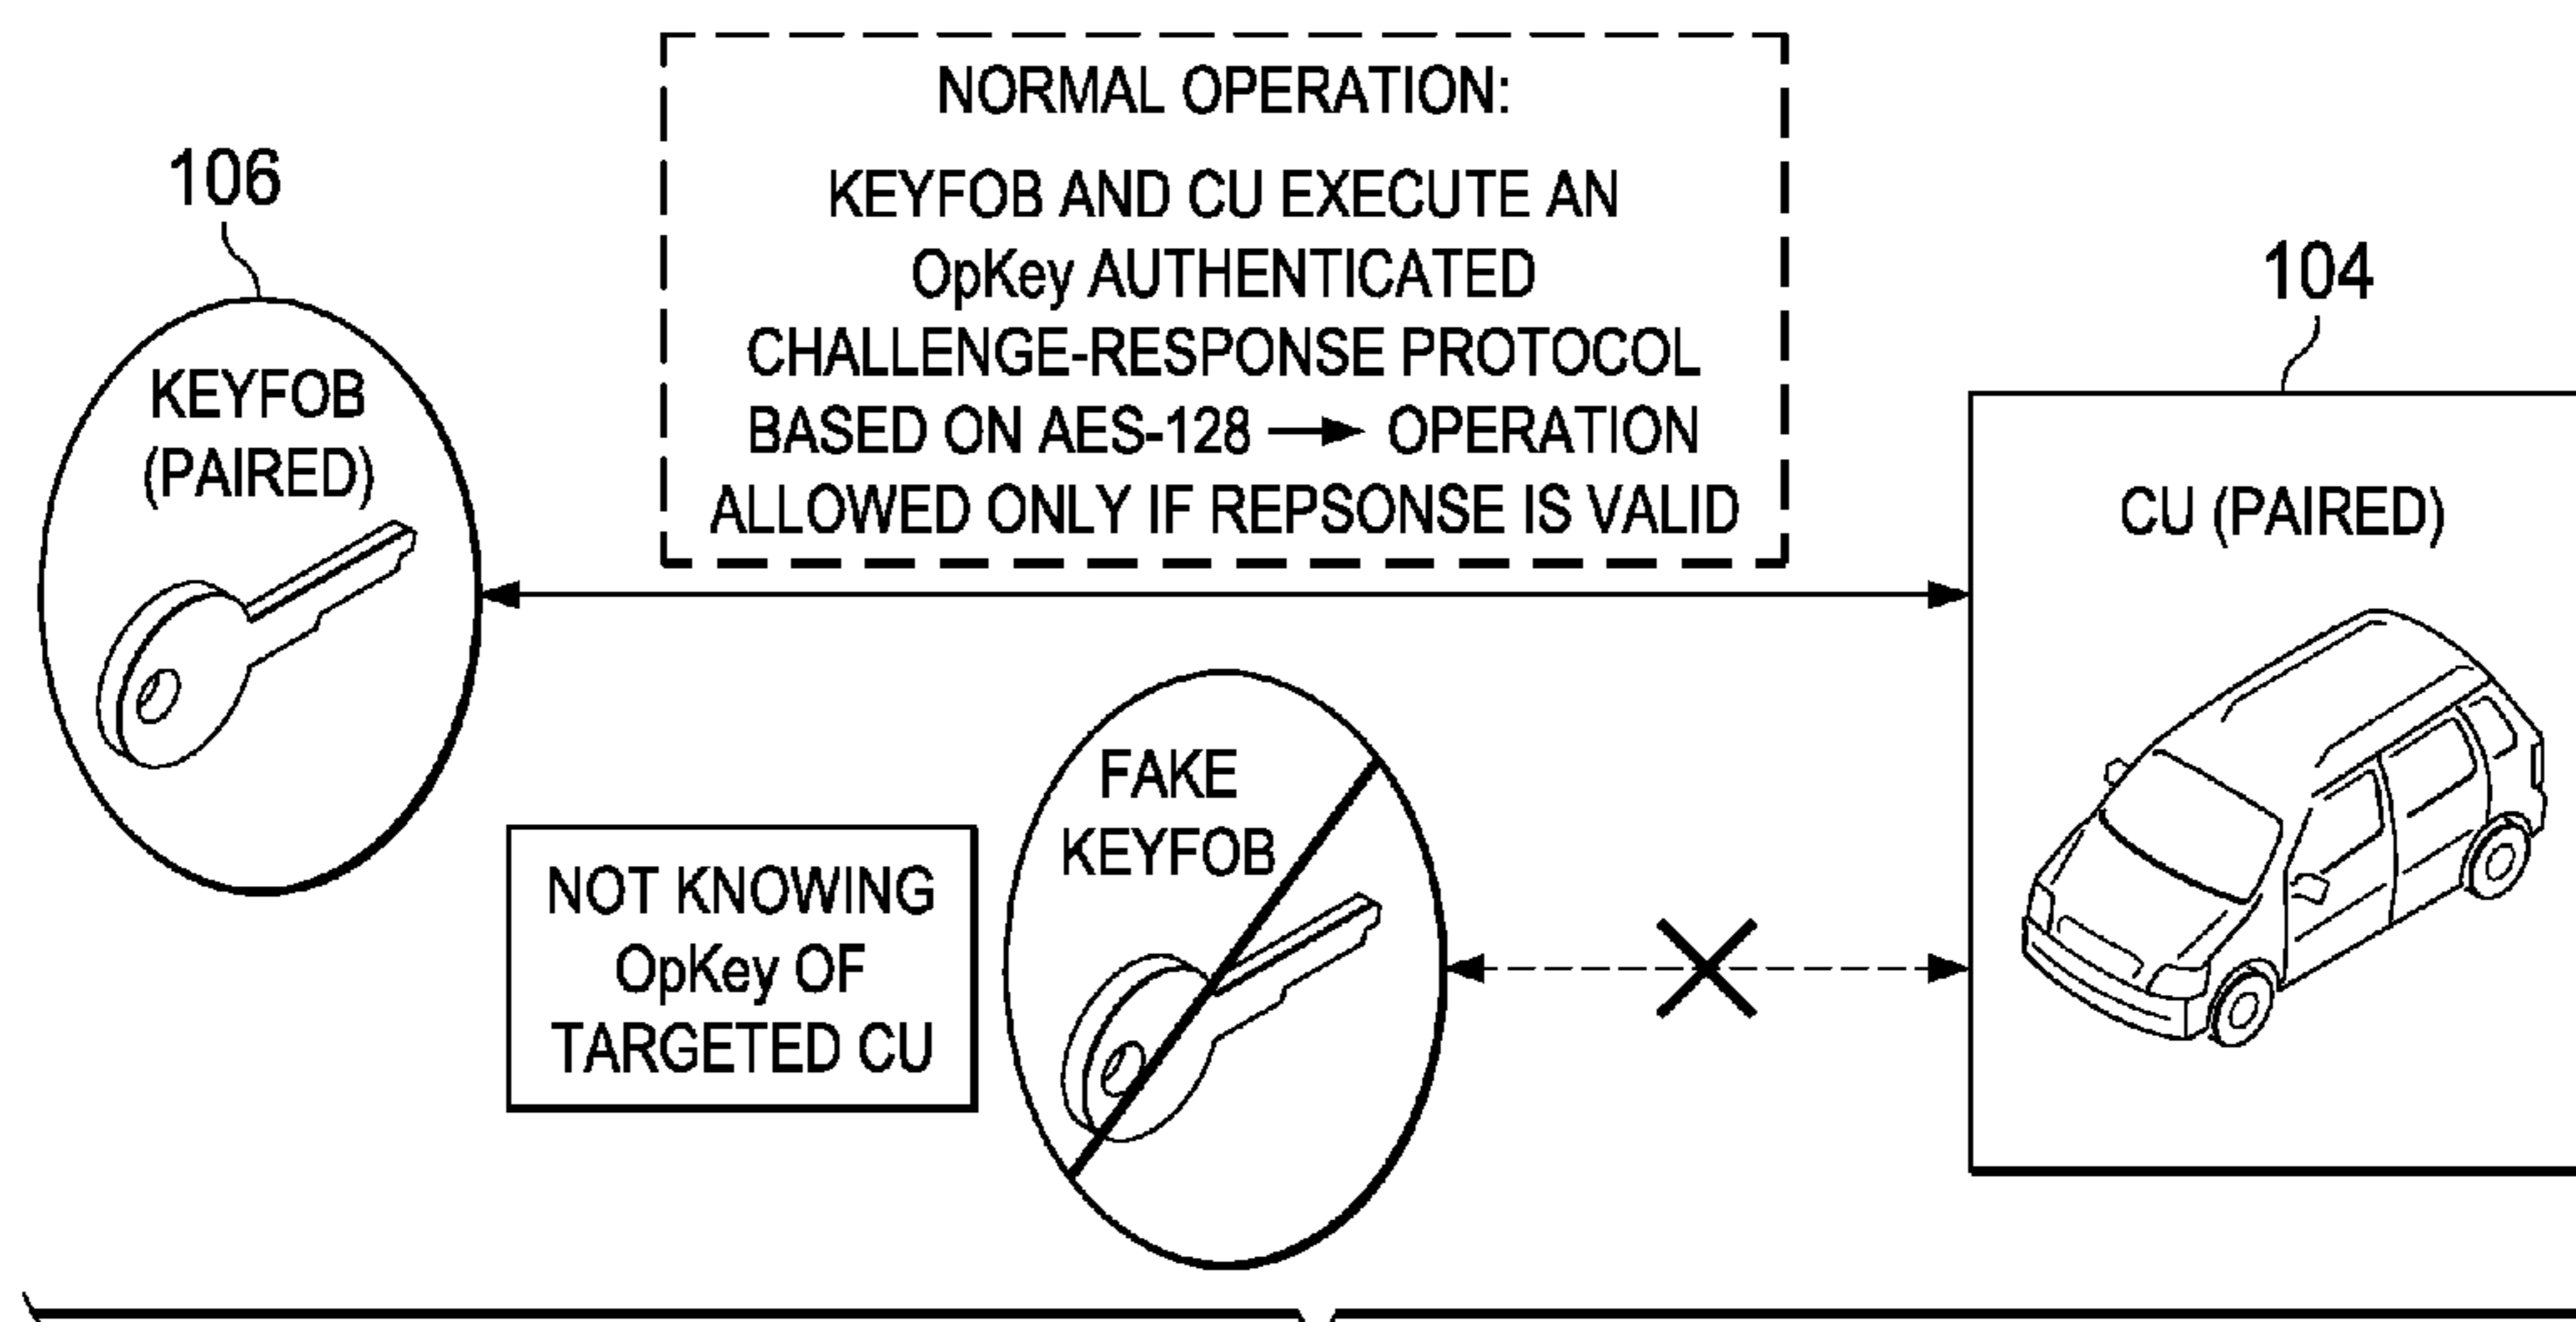 NORMAL OPERATION:
KEYFOB AND CU EXECUTE AN
OpKey AUTHENTICATED
CHALLENGE-RESPONSE PROTOCOL
BASED ON AES-128 → OPERATION
ALLOWED ONLY IF REPSONSE IS VALID
106
KEYFOB
(PAIRED)
104
CU (PAIRED)
FAKE
KEYFOB
NOT KNOWING
OpKey OF
TARGETED CU